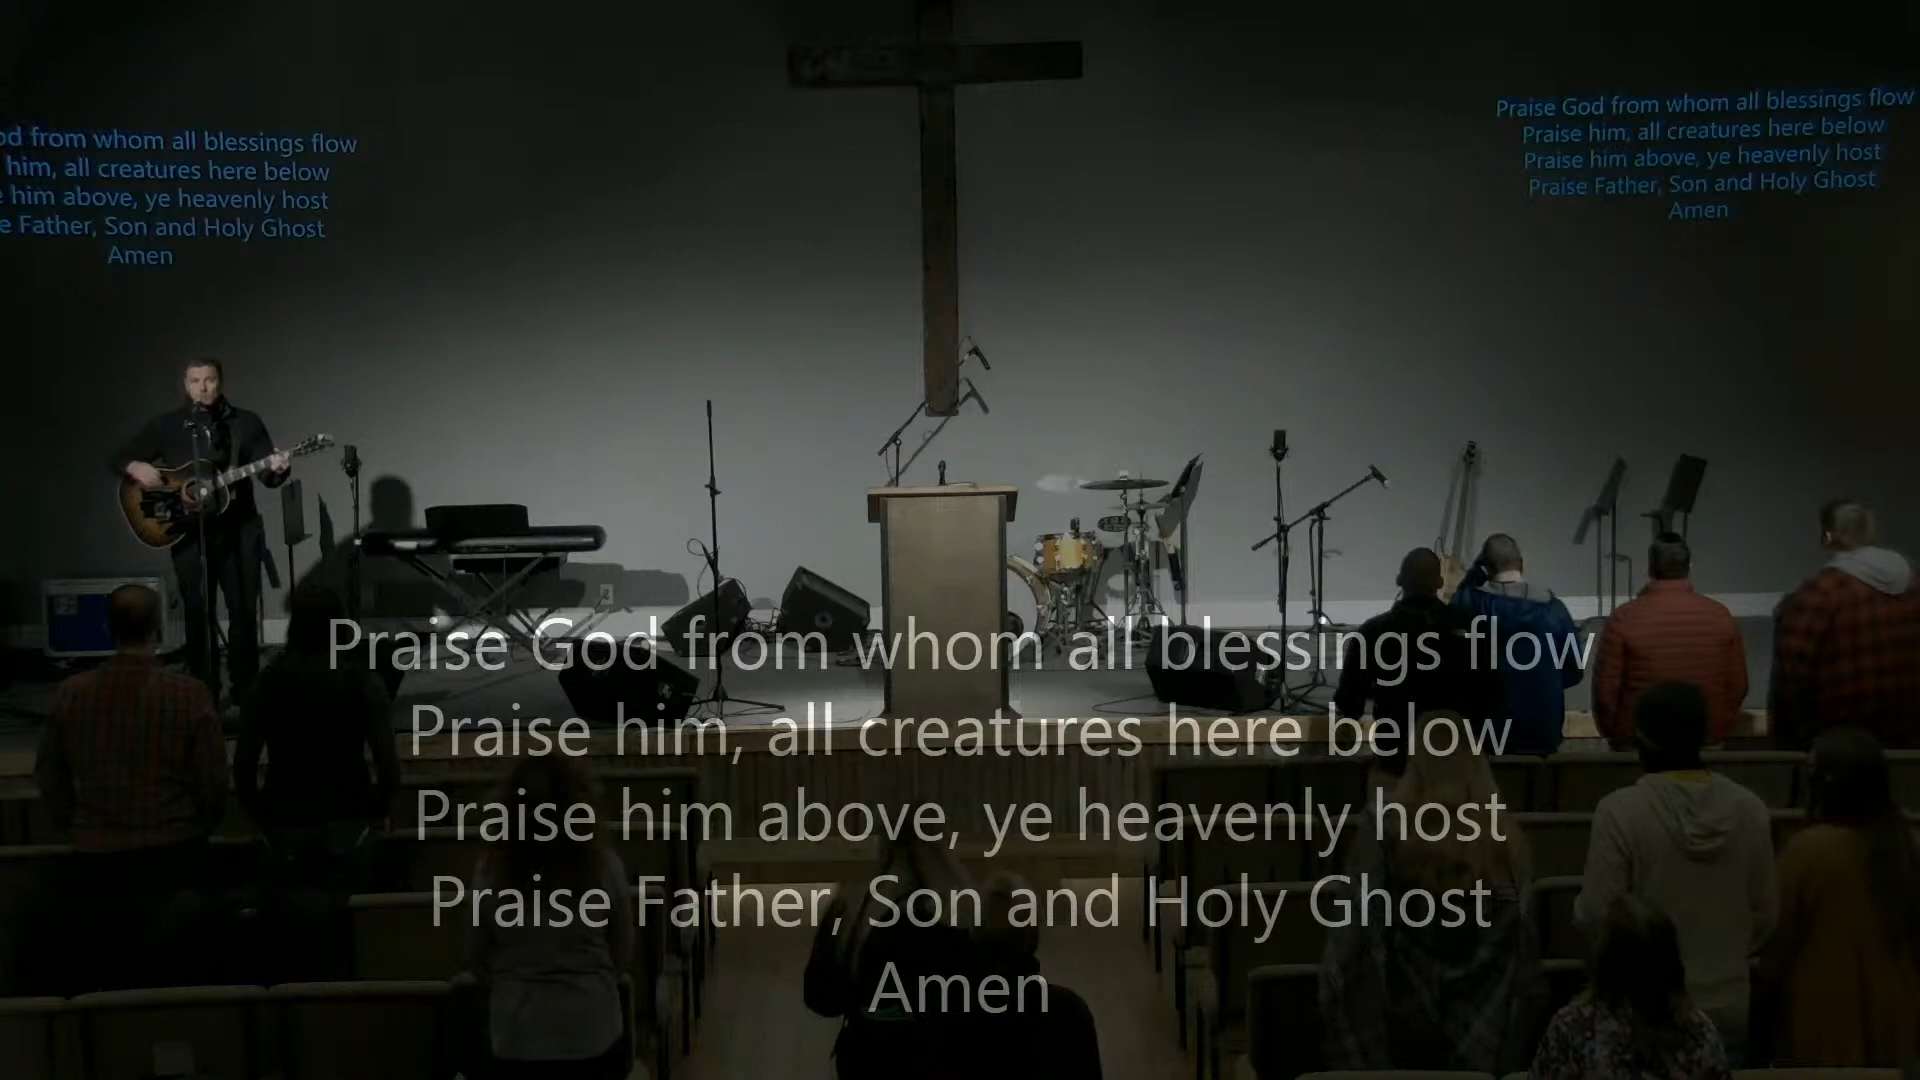 od from whom all blessings flow
him, all creatures here below
him above, ye heavenly host
Father, Son and Holy Ghost
Amen
Praise God from whom all blessings flow
Praise him, all creatures here below
Praise him above, ye heavenly host
Praise Father, Son and Holy Ghost
Amen
Praise God from whom all blessings flow
Praise him, all creatures here below
Praise him above, ye heavenly host
Praise Father, Son and Holy Ghost
Amen